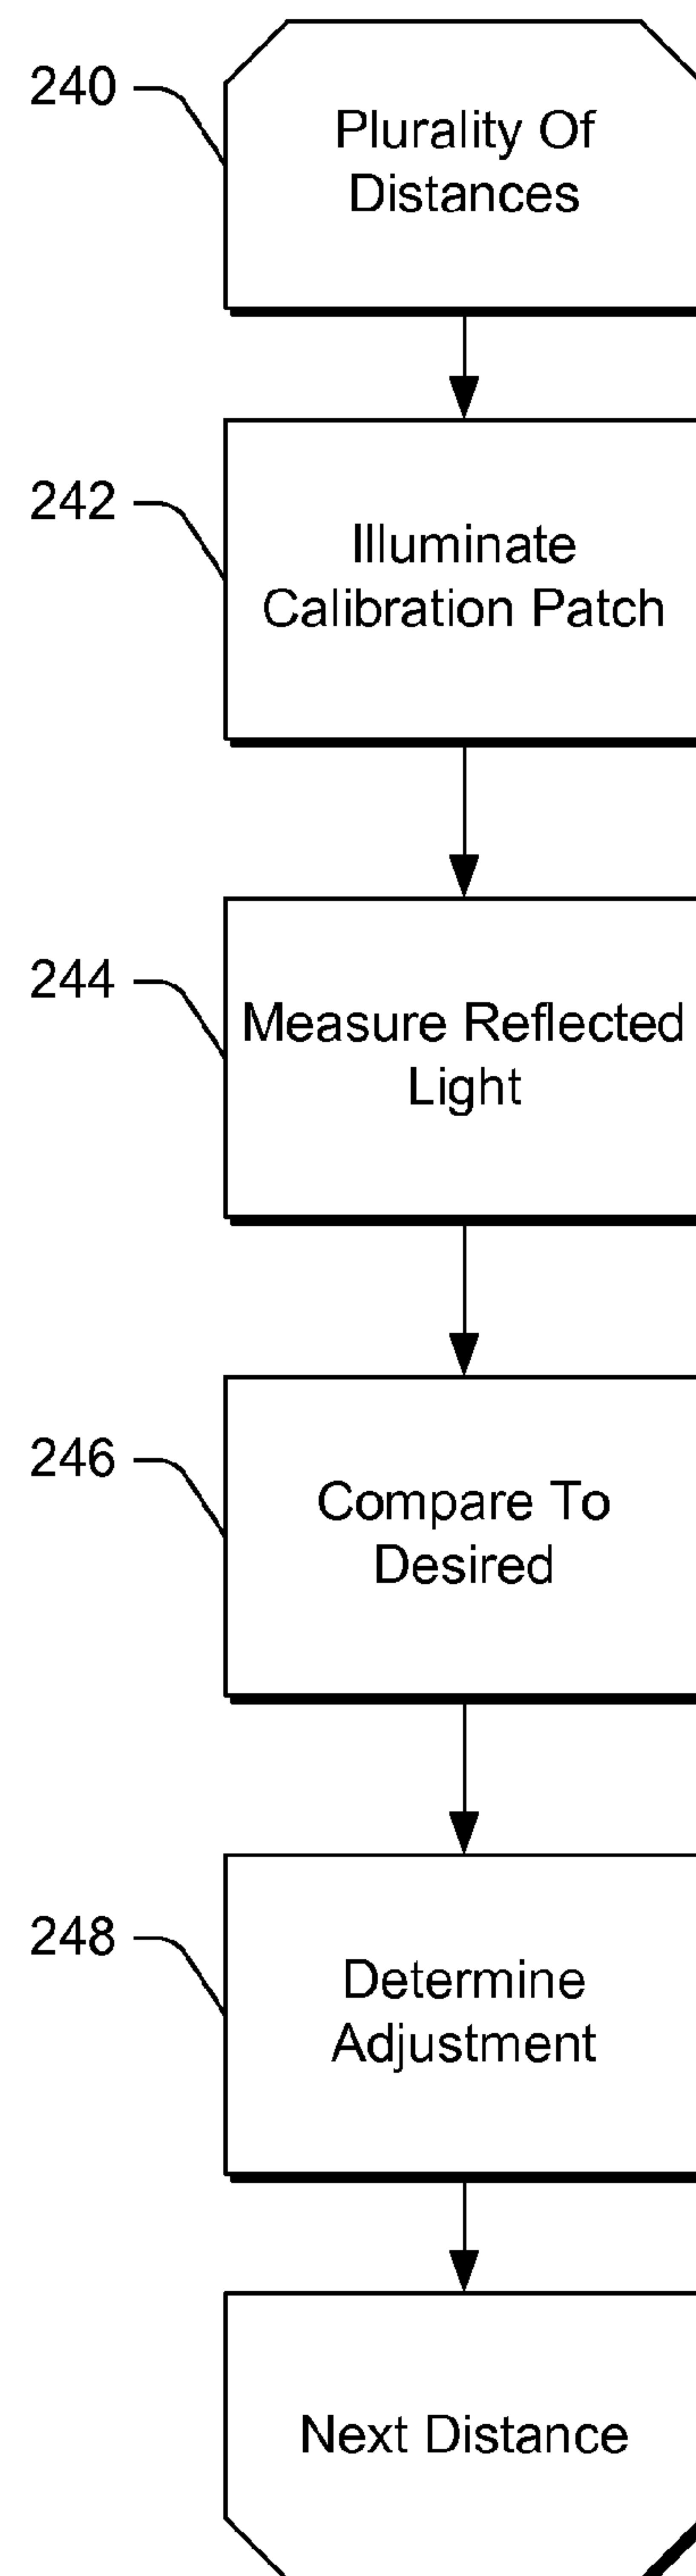 240
Plurality Of
Distances
242
Illuminate
Calibration Patch
244
Measure Reflected
Light
246
Compare To
Desired
248
Determine
Adjustment
Next Distance